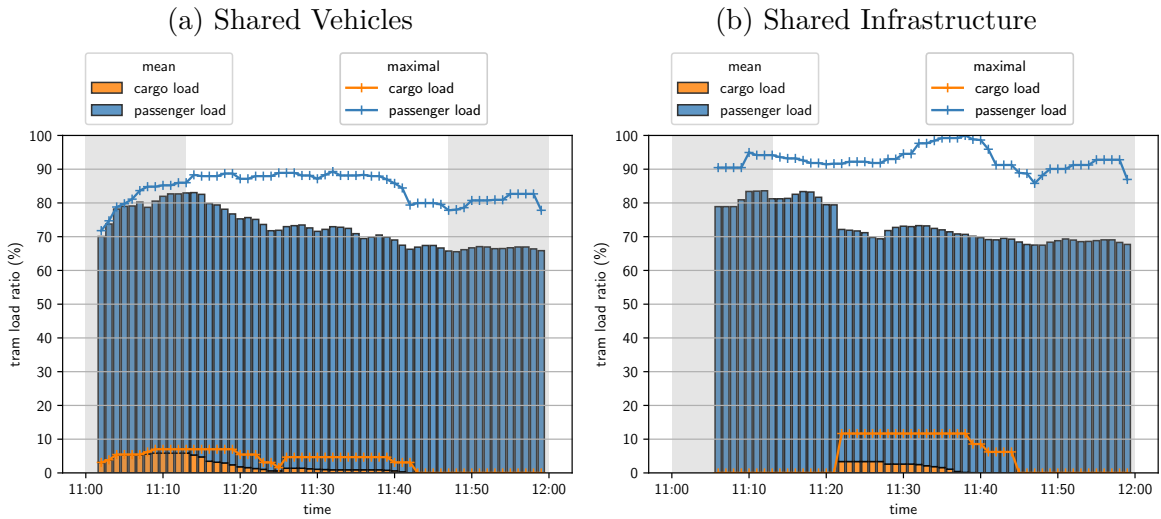 (a) Shared Vehicles
mean
cargo load
passenger load
maximal
cargo load
passenger load
100
90
80
70
60
50
40
30
20
10
0
tram load ratio (%)
11:00 11:10 11:20 11:30 11:40 11:50 12:00
time
(b) Shared Infrastructure
mean
cargo load
passenger load
maximal
cargo load
passenger load
100
90
80
70
60
50
40
30
20
10
0
tram load ratio (%)
11:00 11:10 11:20 11:30 11:40 11:50 12:00
time